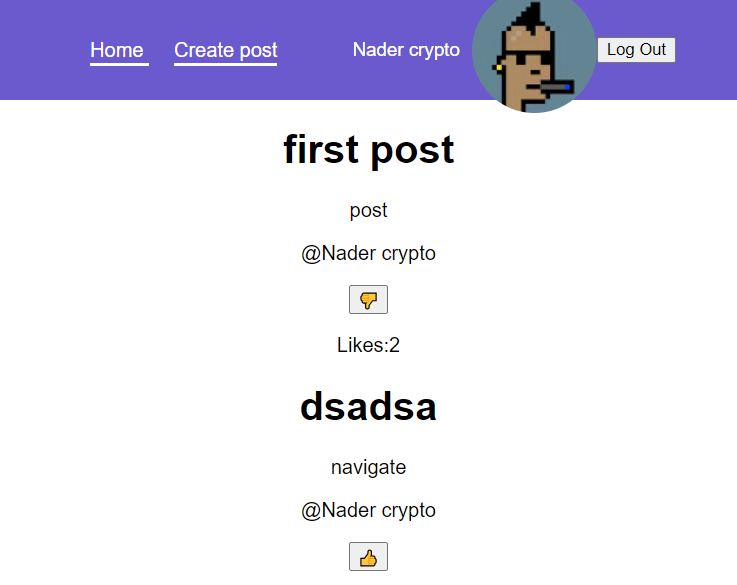 Home Create post Nader crypto Log Out
first post
post
@Nader crypto
👎
Likes:2
dsadsa
navigate
@Nader crypto
👍